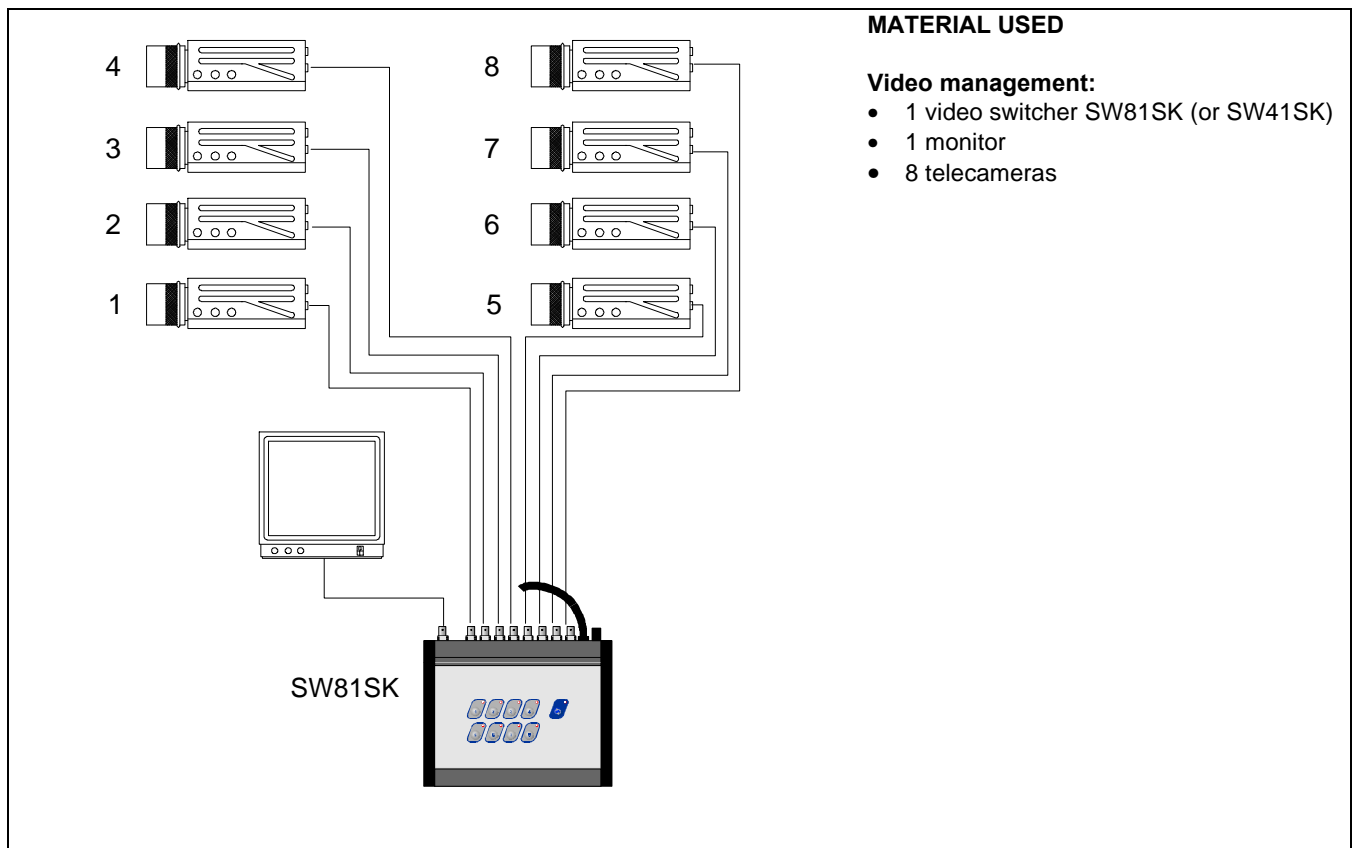 MATERIAL USED
Video management:
• 1 video switcher SW81SK (or SW41SK)
• 1 monitor
• 8 telecameras
4
8
3
7
2
6
1
5
SW81SK